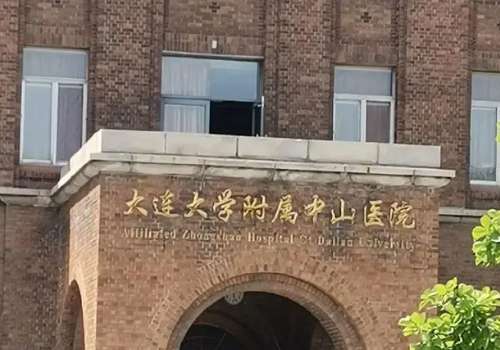 大连大学附属中山医院
Affiliated Zhongshan Hospital Of Dalian University